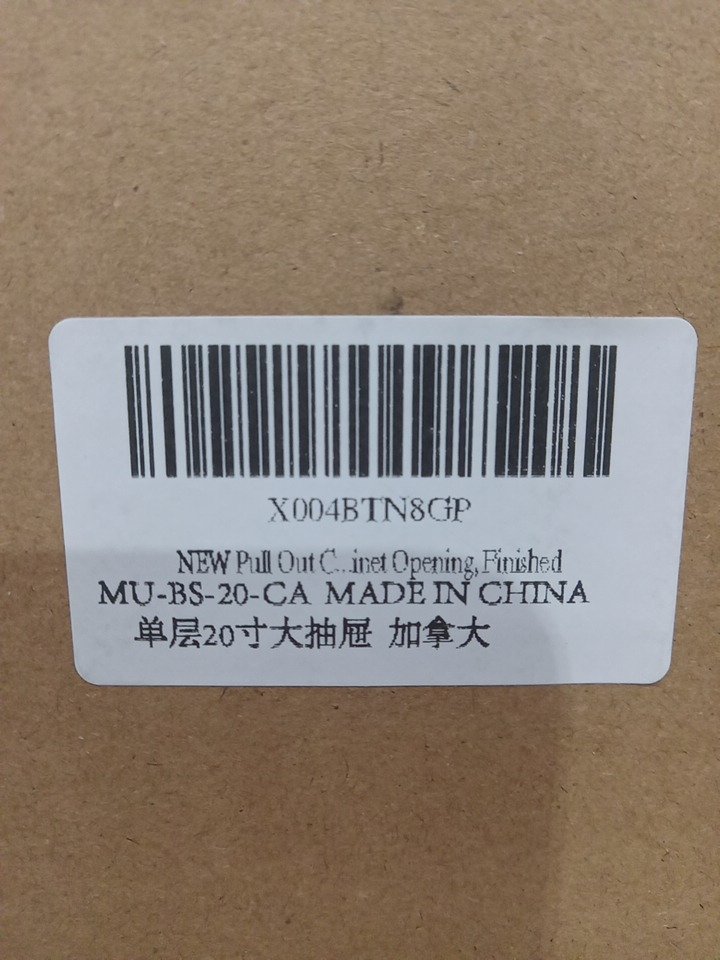 X004BTN8GP
NEW Pull Out C...inet Opening, Finished
MU-BS-20-CA MADE IN CHINA
单层20寸大抽屉 加拿大